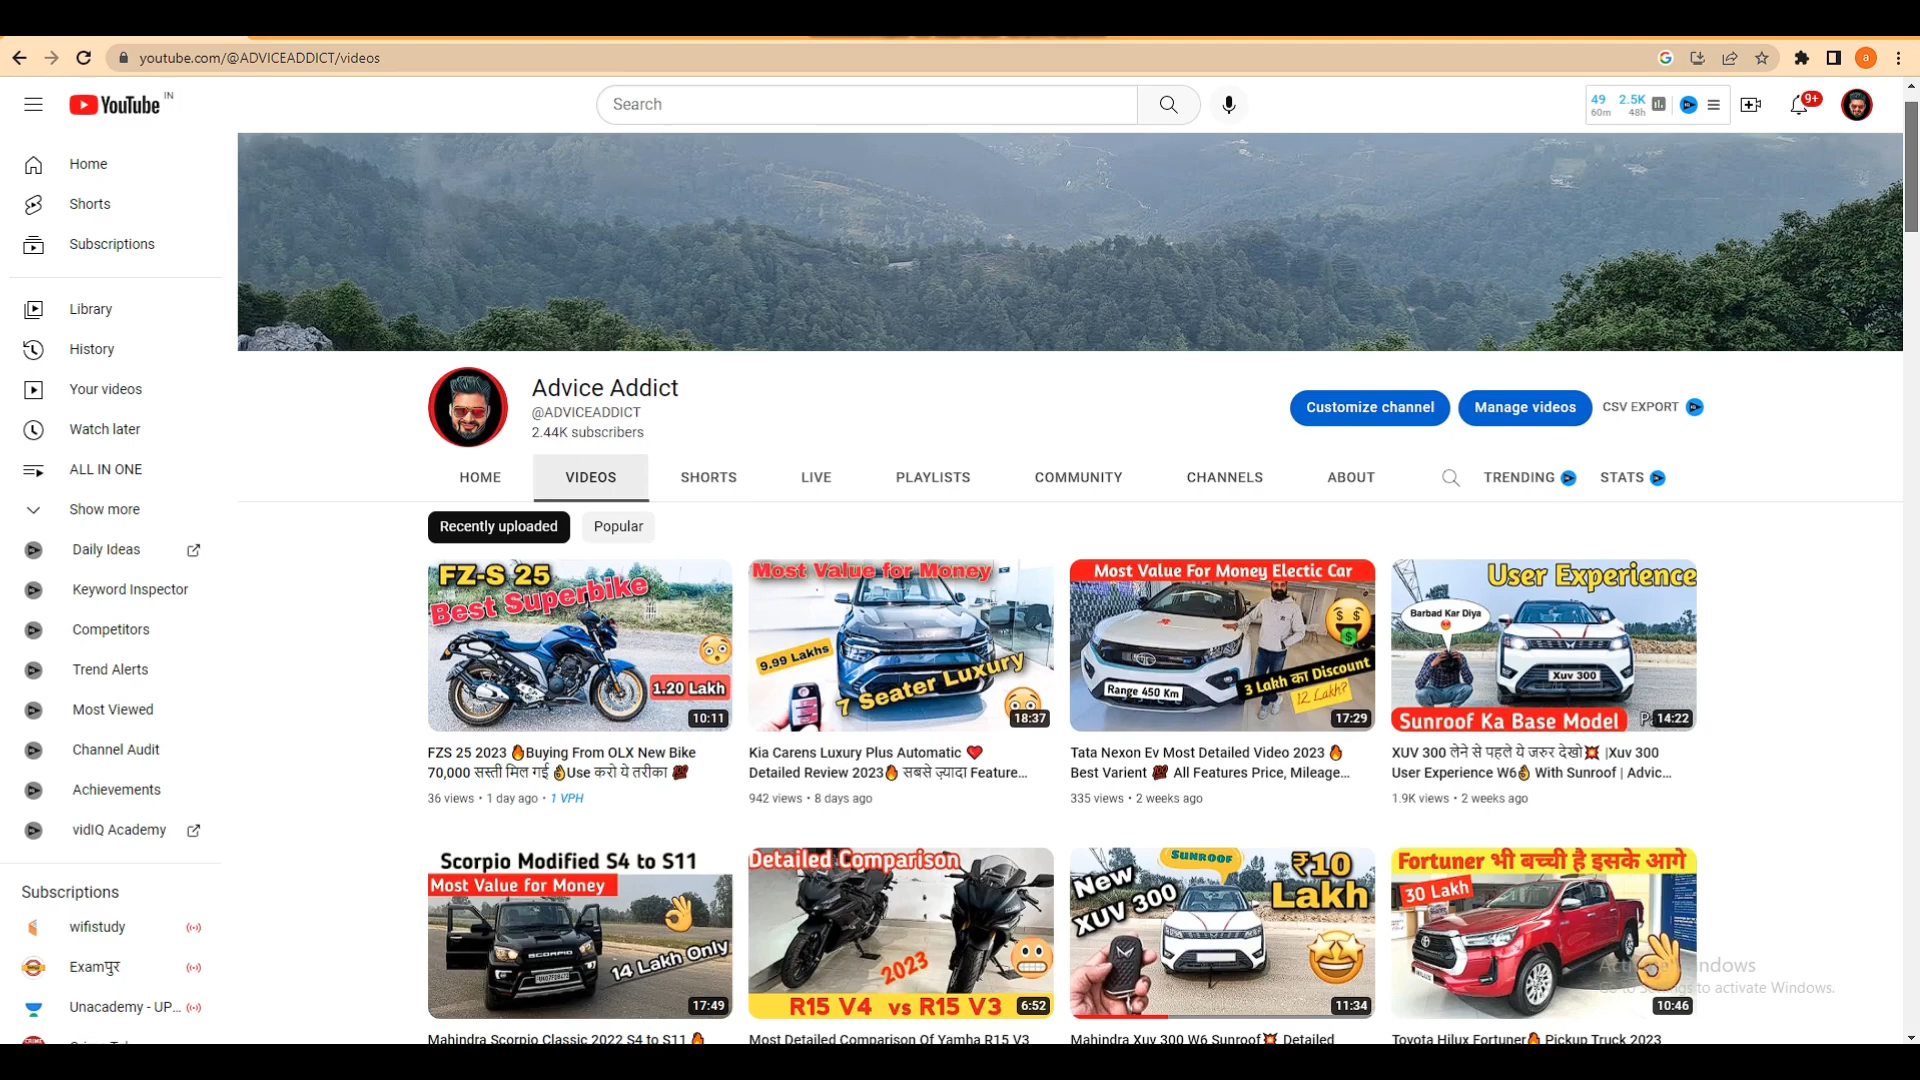 youtube.com/@ADVICEADDICT/videos
a
YouTube IN
Search
49 2.5K
60m 48h
9+
Home
Shorts
Subscriptions
Library
History
Your videos
Watch later
ALL IN ONE
Show more
Daily Ideas
Keyword Inspector
Competitors
Trend Alerts
Most Viewed
Channel Audit
Achievements
vidIQ Academy
Subscriptions
wifistudy
Examपुर
Unacademy - UP...
Advice Addict
@ADVICEADDICT
2.44K subscribers
Customize channel
Manage videos
CSV EXPORT
HOME VIDEOS SHORTS LIVE PLAYLISTS COMMUNITY CHANNELS ABOUT TRENDING STATS
Recently uploaded Popular
FZ-S 25
Best Superbike
1.20 Lakh
10:11
FZS 25 2023 🔥Buying From OLX New Bike
70,000 सस्ती मिल गई 👌Use करो ये तरीका 💯
36 views • 1 day ago • 1 VPH
Most Value for Money
9.99 Lakhs
7 Seater Luxury
18:37
Kia Carens Luxury Plus Automatic ❤️
Detailed Review 2023🔥 सबसे ज़्यादा Feature...
942 views • 8 days ago
Most Value For Money Electic Car
Range 450 Km
3 Lakh का Discount
12 Lakh?
17:29
Tata Nexon Ev Most Detailed Video 2023 🔥
Best Varient 💯 All Features Price, Mileage...
335 views • 2 weeks ago
User Experience
Barbad Kar Diya
Xuv 300
Sunroof Ka Base Model
14:22
XUV 300 लेने से पहले ये जरुर देखो💥 |Xuv 300
User Experience W6👌 With Sunroof | Advic...
1.9K views • 2 weeks ago
Scorpio Modified S4 to S11
Most Value for Money
SCORPIO
14 Lakh Only
17:49
Mahindra Scorpio Classic 2022 S4 to S11 🔥
Detailed Comparison
2023
R15 V4 vs R15 V3
6:52
Most Detailed Comparison Of Yamha R15 V3
SUNROOF
New
XUV 300
₹10
Lakh
11:34
Mahindra Xuv 300 W6 Sunroof💥 Detailed
Fortuner भी बच्ची है इसके आगे
30 Lakh
10:46
Toyota Hilux Fortuner🔥 Pickup Truck 2023
to activate Windows.